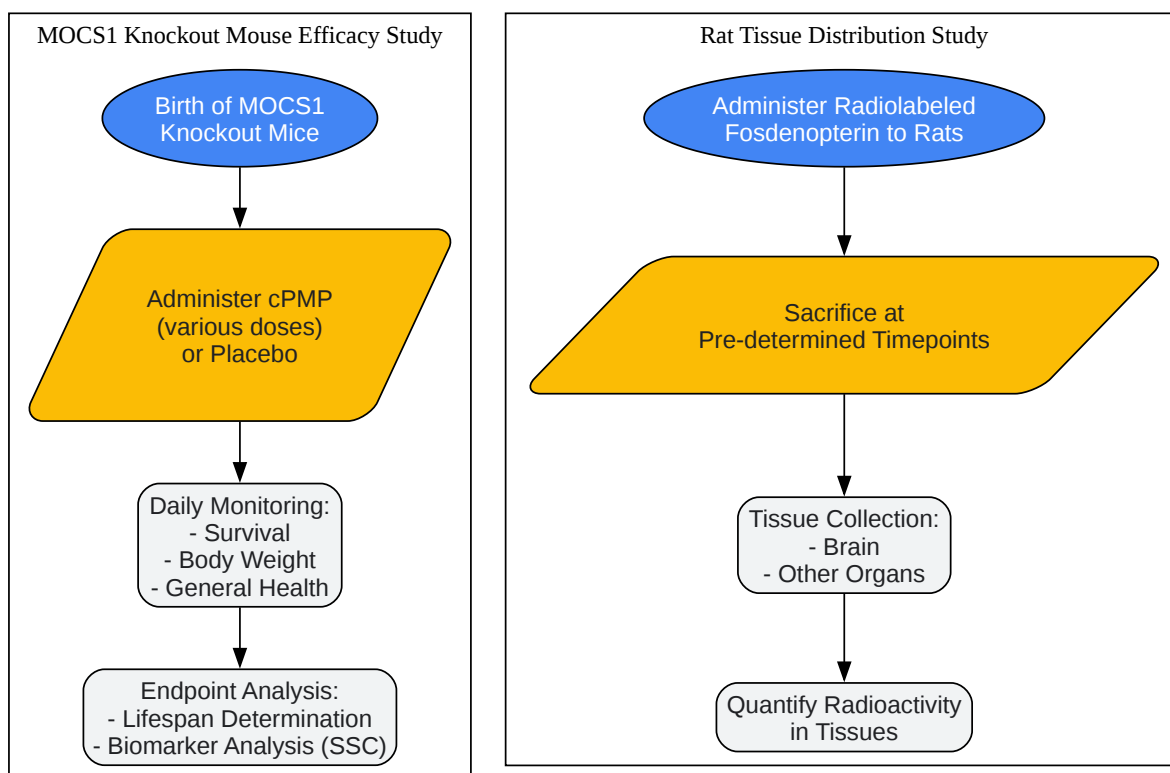 MOCS1 Knockout Mouse Efficacy Study
Birth of MOCS1
Knockout Mice
Administer cPMP
(various doses)
or Placebo
Daily Monitoring:
- Survival
- Body Weight
- General Health
Endpoint Analysis:
- Lifespan Determination
- Biomarker Analysis (SSC)
Rat Tissue Distribution Study
Administer Radiolabeled
Fosdenopterin to Rats
Sacrifice at
Pre-determined Timepoints
Tissue Collection:
- Brain
- Other Organs
Quantify Radioactivity
in Tissues